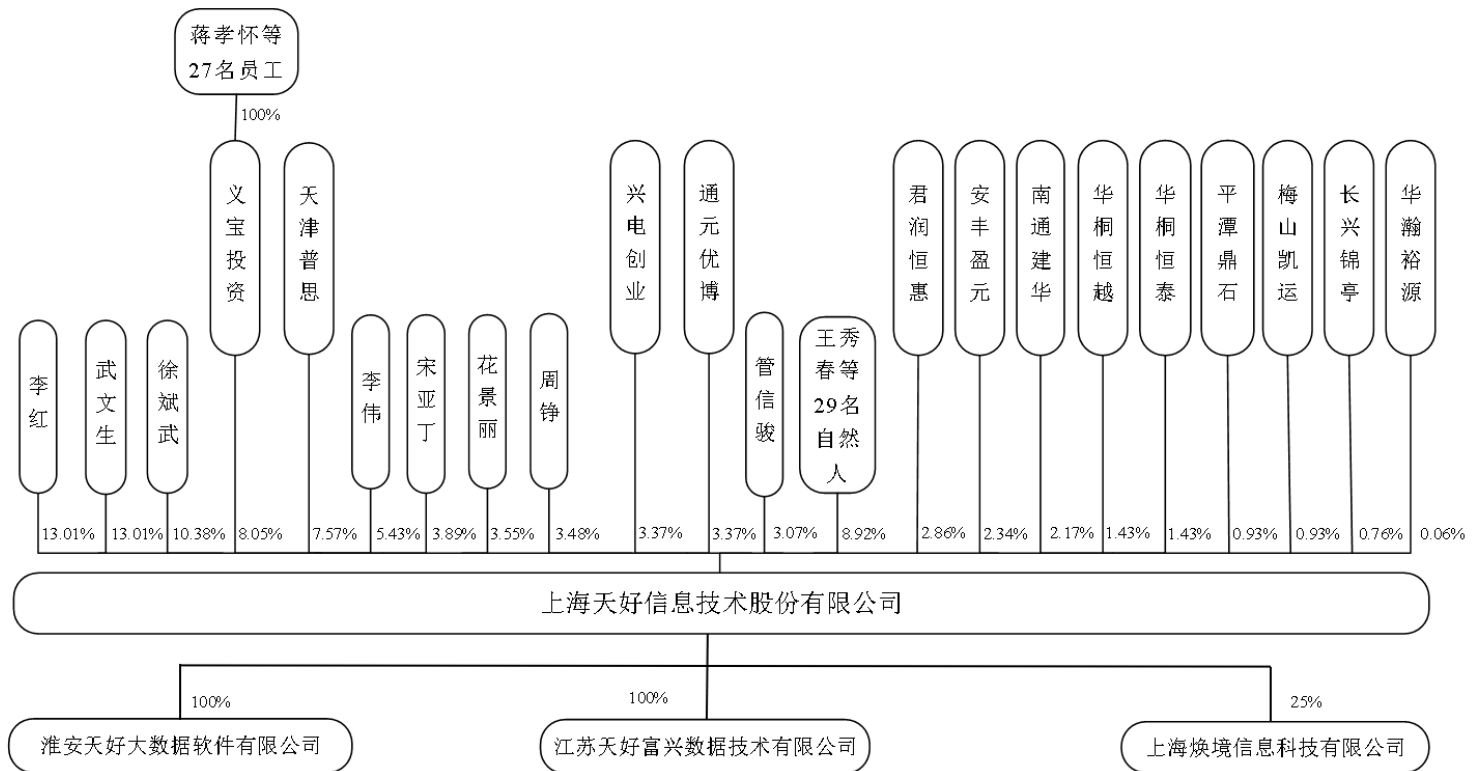 蒋孝怀等
27名员工
100%
义宝投资
天津普思
兴电创业
通元优博
君润恒惠
安丰盈元
南通建华
华桐恒越
华桐恒泰
平潭鼎石
梅山凯运
长兴锦亭
华瀚裕源
李红
武文生
徐斌武
李伟
宋亚丁
花景丽
周铮
管信骏
王秀
春等
29名
自然
人
13.01%
13.01%
10.38%
8.05%
7.57%
5.43%
3.89%
3.55%
3.48%
3.37%
3.37%
3.07%
8.92%
2.86%
2.34%
2.17%
1.43%
1.43%
0.93%
0.93%
0.76%
0.06%
上海天好信息技术股份有限公司
100%
100%
25%
淮安天好大数据软件有限公司
江苏天好富兴数据技术有限公司
上海焕境信息科技有限公司